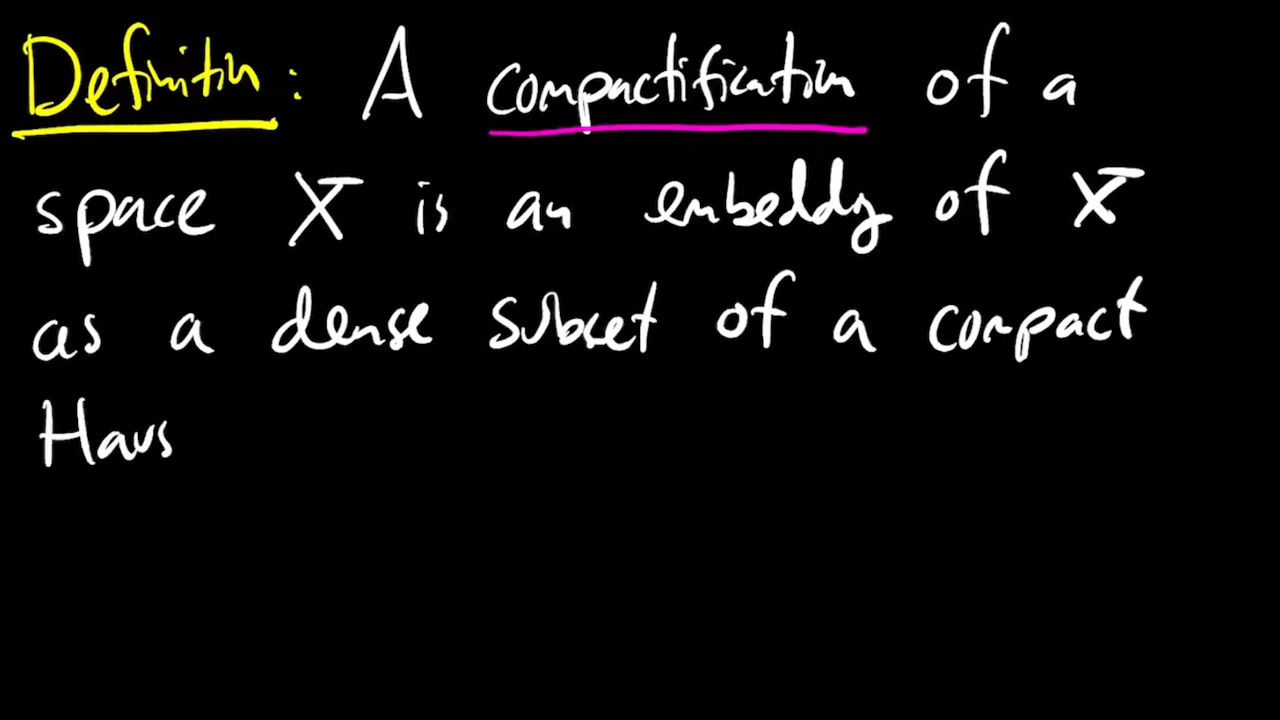 Definition: A compactification of a
space X is an embedding of X
as a dense subset of a compact
Haus